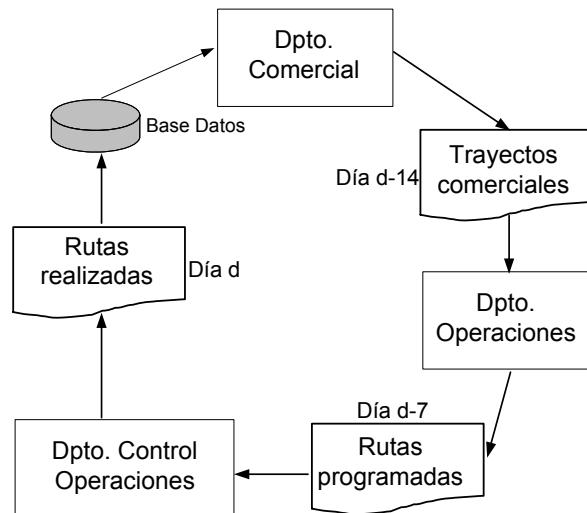 Dpto.
Comercial
Base Datos
Trayectos
comerciales
Día d-14
Rutas
realizadas
Día d
Dpto.
Operaciones
Día d-7
Rutas
programadas
Dpto. Control
Operaciones